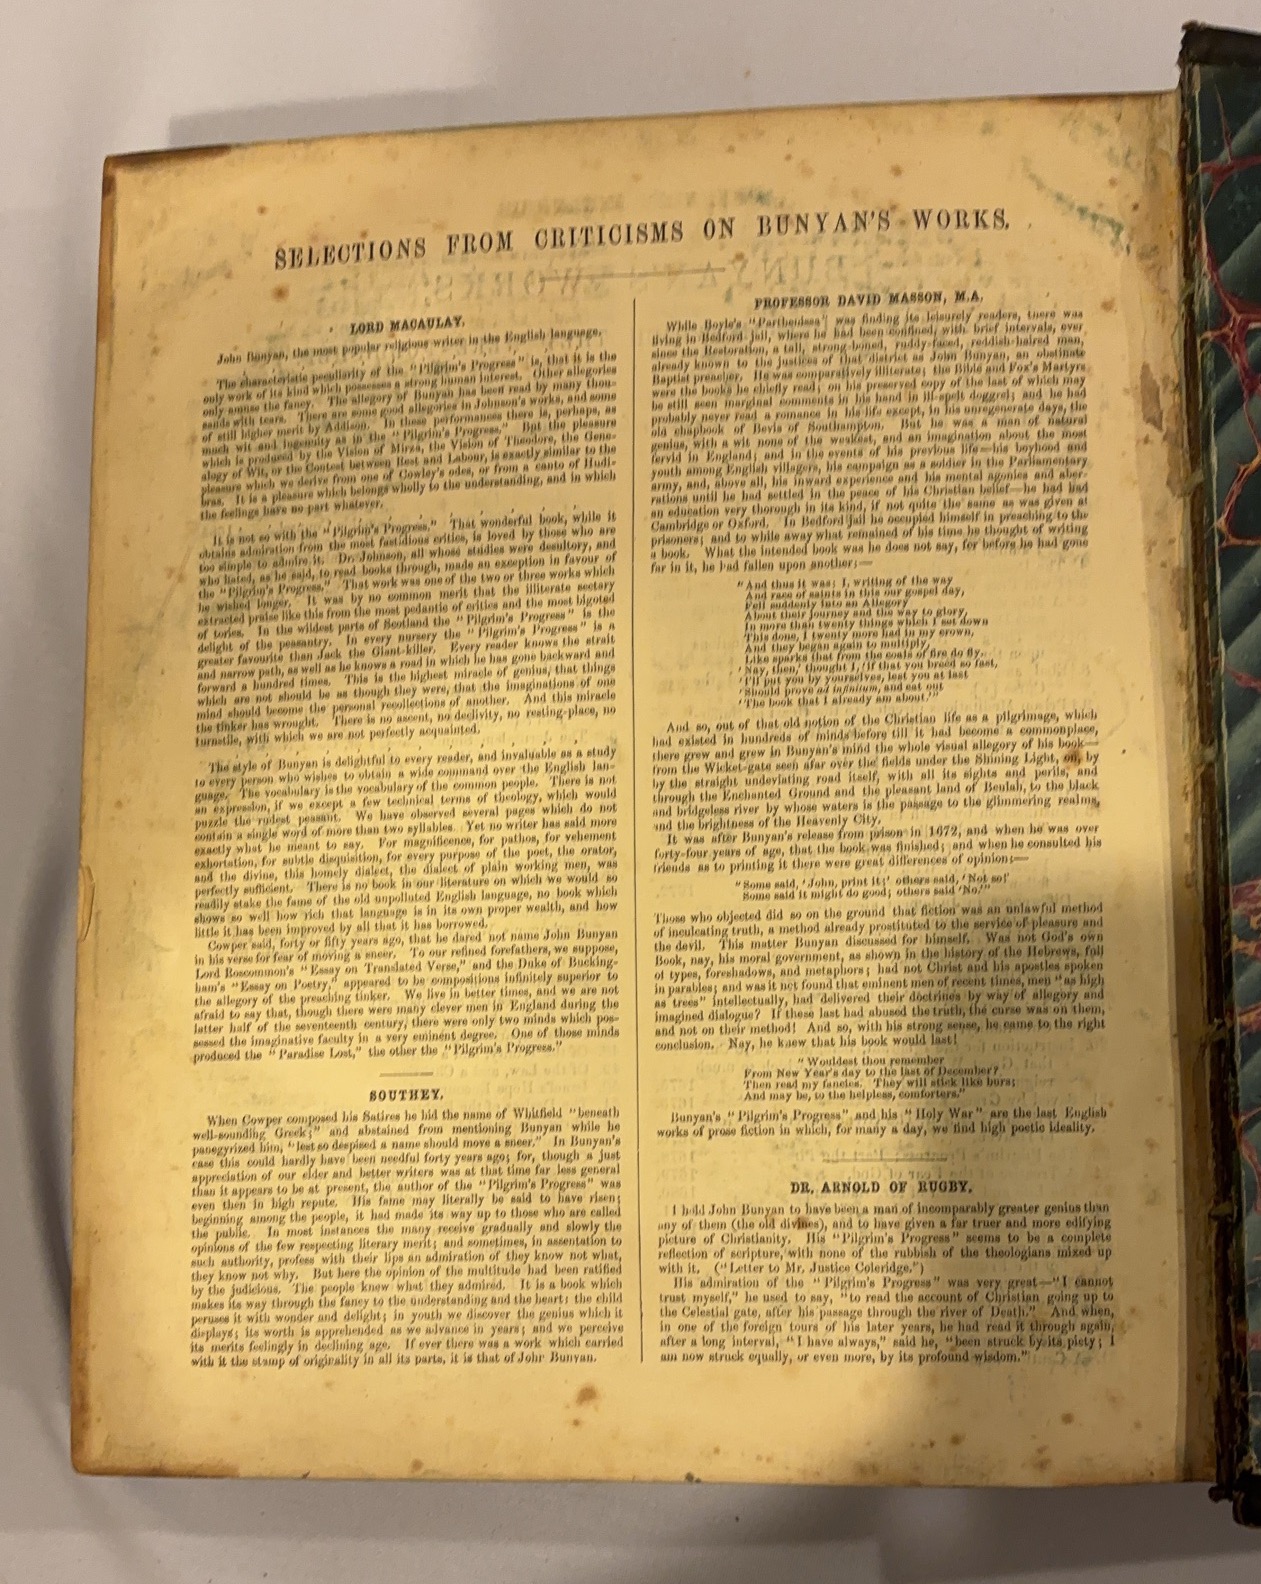 SELECTIONS FROM CRITICISMS ON BUNYAN'S WORKS.
LORD MACAULAY.
John Bunyan, the most popular religious writer in the English language.
The characteristic peculiarity of the "Pilgrim's Progress" is, that it is the
only work of its kind which possesses a strong human interest. Other allegories
only amuse the fancy. The allegory of Bunyan has been read by many thou-
sands with tears. There are some good allegories in Johnson's works, and some
of still higher merit by Addison. In these performances there is, perhaps, as
much wit and ingenuity as in the "Pilgrim's Progress." But the pleasure
which is produced by the Vision of Mirza, the Vision of Theodore, the Gene-
alogy of Wit, or the Contest between Rest and Labour, is exactly similar to the
pleasure which we derive from one of Cowley's odes, or from a canto of Hudi-
bras. It is a pleasure which belongs wholly to the understanding, and in which
the feelings have no part whatever.
It is not so with the "Pilgrim's Progress." That wonderful book, while it
obtains admiration from the most fastidious critics, is loved by those who are
too simple to admire it. Dr. Johnson, all whose studies were desultory, and
who hated, as he said, to read books through, made an exception in favour of
the "Pilgrim's Progress." That work was one of the two or three works which
he wished longer. It was by no common merit that the illiterate sectary
extracted praise like this from the most pedantic of critics and the most bigoted
of tories. In the wildest parts of Scotland the "Pilgrim's Progress" is the
delight of the peasantry. In every nursery the "Pilgrim's Progress" is a
greater favourite than Jack the Giant-killer. Every reader knows the strait
and narrow path, as well as he knows a road in which he has gone backward and
forward a hundred times. This is the highest miracle of genius, that things
which are not should be as though they were, that the imaginations of one
mind should become the personal recollections of another. And this miracle
the tinker has wrought. There is no ascent, no declivity, no resting-place, no
turnstile, with which we are not perfectly acquainted.
The style of Bunyan is delightful to every reader, and invaluable as a study
to every person who wishes to obtain a wide command over the English lan-
guage. The vocabulary is the vocabulary of the common people. There is not
an expression, if we except a few technical terms of theology, which would
puzzle the rudest peasant. We have observed several pages which do not
contain a single word of more than two syllables. Yet no writer has said more
exactly what he meant to say. For magnificence, for pathos, for vehement
exhortation, for subtle disquisition, for every purpose of the poet, the orator,
and the divine, this homely dialect, the dialect of plain working men, was
perfectly sufficient. There is no book in our literature on which we would so
readily stake the fame of the old unpolluted English language, no book which
shows so well how rich that language is in its own proper wealth, and how
little it has been improved by all that it has borrowed.
Cowper said, forty or fifty years ago, that he dared not name John Bunyan
in his verse for fear of moving a sneer. To our refined forefathers, we suppose,
Lord Roscommon's "Essay on Translated Verse," and the Duke of Bucking-
ham's "Essay on Poetry," appeared to be compositions infinitely superior to
the allegory of the preaching tinker. We live in better times, and we are not
afraid to say that, though there were many clever men in England during the
latter half of the seventeenth century, there were only two minds which pos-
sessed the imaginative faculty in a very eminent degree. One of those minds
produced the "Paradise Lost," the other the "Pilgrim's Progress."
SOUTHEY.
When Cowper composed his Satires he hid the name of Whitfield "beneath
well-sounding Greek;" and abstained from mentioning Bunyan while he
panegyrized him, "lest so despised a name should move a sneer." In Bunyan's
case this could hardly have been needful forty years ago; for, though a just
appreciation of our elder and better writers was at that time far less general
than it appears to be at present, the author of the "Pilgrim's Progress" was
even then in high repute. His fame may literally be said to have risen;
beginning among the people, it had made its way up to those who are called
the public. In most instances the many receive gradually and slowly the
opinions of the few respecting literary merit; and sometimes, in assentation to
such authority, profess with their lips an admiration of they know not what,
they know not why. But here the opinion of the multitude had been ratified
by the judicious. The people knew what they admired. It is a book which
makes its way through the fancy to the understanding and the heart: the child
peruses it with wonder and delight; in youth we discover the genius which it
displays; its worth is apprehended as we advance in years; and we perceive
its merits feelingly in declining age. If ever there was a work which carried
with it the stamp of originality in all its parts, it is that of John Bunyan.
PROFESSOR DAVID MASSON, M.A.
While Boyle's "Parthenissa" was finding its leisurely readers, there was
living in Bedford jail, where he had been confined, with brief intervals, ever
since the Restoration, a tall, strong-boned, ruddy-faced, reddish-haired man,
already known to the justices of that district as John Bunyan, an obstinate
Baptist preacher. He was comparatively illiterate; the Bible and Fox's Martyrs
were the books he chiefly read; on his preserved copy of the last of which may
be still seen marginal comments in his hand in ill-spelt doggrel; and he had
probably never read a romance in his life except, in his unregenerate days, the
old chapbook of Bevis of Southampton. But he was a man of natural
genius, with a wit none of the weakest, and an imagination about the most
fervid in England; and in the events of his previous life—his boyhood and
youth among English villagers, his campaign as a soldier in the Parliamentary
army, and, above all, his inward experience and his mental agonies and aber-
rations until he had settled in the peace of his Christian belief—he had had
an education very thorough in its kind, if not quite the same as was given at
Cambridge or Oxford. In Bedford jail he occupied himself in preaching to the
prisoners; and to while away what remained of his time he thought of writing
a book. What the intended book was he does not say, for before he had gone
far in it, he had fallen upon another:—
"And thus it was: I, writing of the way
And race of saints in this our gospel day,
Fell suddenly into an Allegory
About their journey and the way to glory,
In more than twenty things which I set down
This done, I twenty more had in my crown,
And they began again to multiply,
Like sparks that from the coals of fire do fly.
'Nay, then,' thought I, 'if that you breed so fast,
'I'll put you by yourselves, lest you at last
'Should prove ad infinitum, and eat out
'The book that I already am about.'"
And so, out of that old notion of the Christian life as a pilgrimage, which
had existed in hundreds of minds before till it had become a commonplace,
there grew and grew in Bunyan's mind the whole visual allegory of his book—
from the Wicket-gate seen afar over the fields under the Shining Light, on, by
by the straight undeviating road itself, with all its sights and perils, and
through the Enchanted Ground and the pleasant land of Beulah, to the black
and bridgeless river by whose waters is the passage to the glimmering realms,
and the brightness of the Heavenly City.
It was after Bunyan's release from prison in 1672, and when he was over
forty-four years of age, that the book was finished; and when he consulted his
friends as to printing it there were great differences of opinion:—
"Some said, 'John, print it;' others said, 'Not so!'
Some said it might do good; others said 'No.'"
Those who objected did so on the ground that fiction was an unlawful method
of inculcating truth, a method already prostituted to the service of pleasure and
the devil. This matter Bunyan discussed for himself. Was not God's own
Book, nay, his moral government, as shown in the history of the Hebrews, full
of types, foreshadows, and metaphors; had not Christ and his apostles spoken
in parables; and was it not found that eminent men of recent times, men "as high
as trees" intellectually, had delivered their doctrines by way of allegory and
imagined dialogue? If these last had abused the truth, the curse was on them,
and not on their method! And so, with his strong sense, he came to the right
conclusion. Nay, he knew that his book would last!
"Wouldest thou remember
From New Year's day to the last of December?
Then read my fancies. They will stick like burs;
And may be, to the helpless, comforters."
Bunyan's "Pilgrim's Progress" and his "Holy War" are the last English
works of prose fiction in which, for many a day, we find high poetic ideality.
DR. ARNOLD OF RUGBY.
I hold John Bunyan to have been a man of incomparably greater genius than
any of them (the old divines), and to have given a far truer and more edifying
picture of Christianity. His "Pilgrim's Progress" seems to be a complete
reflection of scripture, with none of the rubbish of the theologians mixed up
with it. ("Letter to Mr. Justice Coleridge.")
His admiration of the "Pilgrim's Progress" was very great—"I cannot
trust myself," he used to say, "to read the account of Christian going up to
the Celestial gate, after his passage through the river of Death." And when,
in one of the foreign tours of his later years, he had read it through again,
after a long interval, "I have always," said he, "been struck by its piety; I
am now struck equally, or even more, by its profound wisdom."